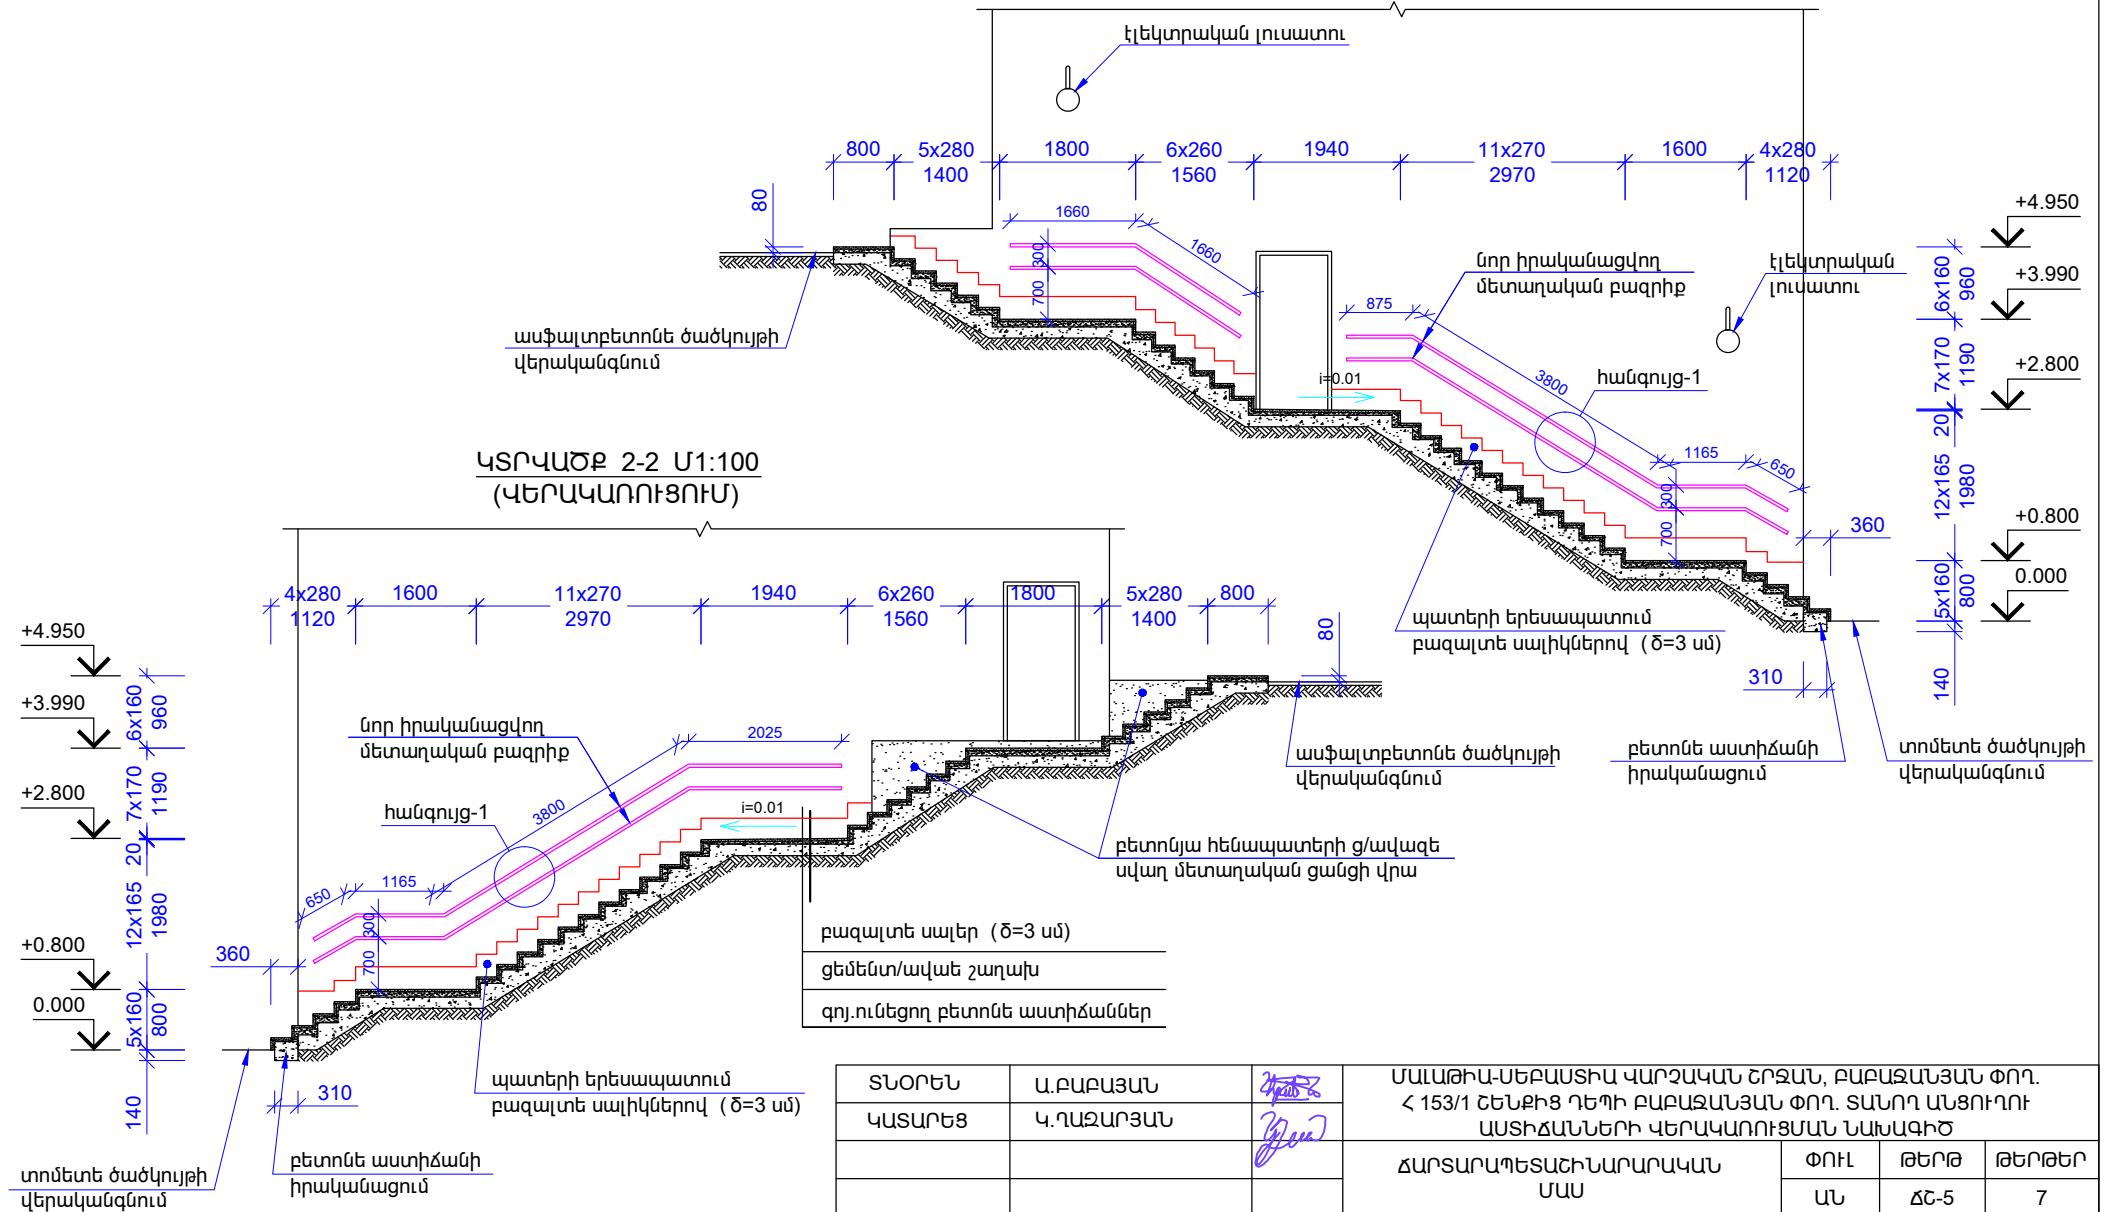 էլեկտրական լուսատու
800 5x280 1800 6x260 1940 11x270 1600 4x280
1400 1560 2970 1120
80
1660
1660
300
700
ասֆալտբետոնե ծածկույթի
վերականգնում
նոր իրականացվող
մետաղական բազրիք
էլեկտրական
լուսատու
875
3800
i=0.01
հանգույց-1
1165
650
300
700
360
+4.950
+3.990
+2.800
+0.800
0.000
6x160
960
7x170
1190
20
12x165
1980
5x160
800
140
310
պատերի երեսապատում
բազալտե սալիկներով (δ=3 սմ)
բետոնե աստիճանի
իրականացում
տոմետե ծածկույթի
վերականգնում
ԿՏՐՎԱԾՔ 2-2 Մ1:100
(ՎԵՐԱԿԱՌՈՒՑՈՒՄ)
4x280 1600 11x270 1940 6x260 1800 5x280 800
1120 2970 1560 1400
80
+4.950
+3.990
+2.800
+0.800
0.000
6x160
960
7x170
1190
20
12x165
1980
5x160
800
140
360
310
նոր իրականացվող
մետաղական բազրիք
հանգույց-1
2025
3800
i=0.01
1165
650
300
700
ասֆալտբետոնե ծածկույթի
վերականգնում
բետոնյա հենապատերի ց/ավազե
սվաղ մետաղական ցանցի վրա
բազալտե սալեր (δ=3 սմ)
ցեմենտ/ավաե շաղախ
գոյ.ունեցող բետոնե աստիճաններ
պատերի երեսապատում
բազալտե սալիկներով (δ=3 սմ)
տոմետե ծածկույթի
վերականգնում
բետոնե աստիճանի
իրականացում
ՏՆՕՐԵՆ Ա.ԲԱԲԱՅԱՆ
ԿԱՏԱՐԵՑ Կ.ՂԱԶԱՐՅԱՆ
ՄԱԼԱԹԻԱ-ՍԵԲԱՍՏԻԱ ՎԱՐՉԱԿԱՆ ՇՐՋԱՆ, ԲԱԲԱՋԱՆՅԱՆ ՓՈՂ.
Հ 153/1 ՇԵՆՔԻՑ ԴԵՊԻ ԲԱԲԱՋԱՆՅԱՆ ՓՈՂ. ՏԱՆՈՂ ԱՆՑՈՒՂՈՒ
ԱՍՏԻՃԱՆՆԵՐԻ ՎԵՐԱԿԱՌՈՒՑՄԱՆ ՆԱԽԱԳԻԾ
ՃԱՐՏԱՐԱՊԵՏԱՇԻՆԱՐԱՐԱԿԱՆ
ՄԱՍ
ՓՈՒԼ ԹԵՐԹ ԹԵՐԹԵՐ
ԱՆ ՃՇ-5 7